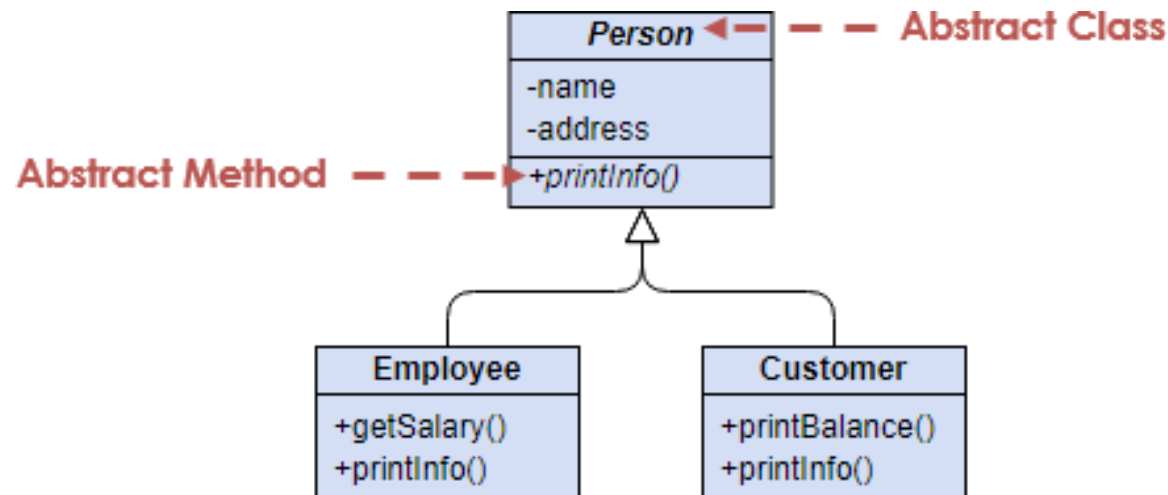 Person
Abstract Class
-name
-address
Abstract Method
+printInfo()
Employee
Customer
+getSalary()
+printInfo()
+printBalance()
+printInfo()